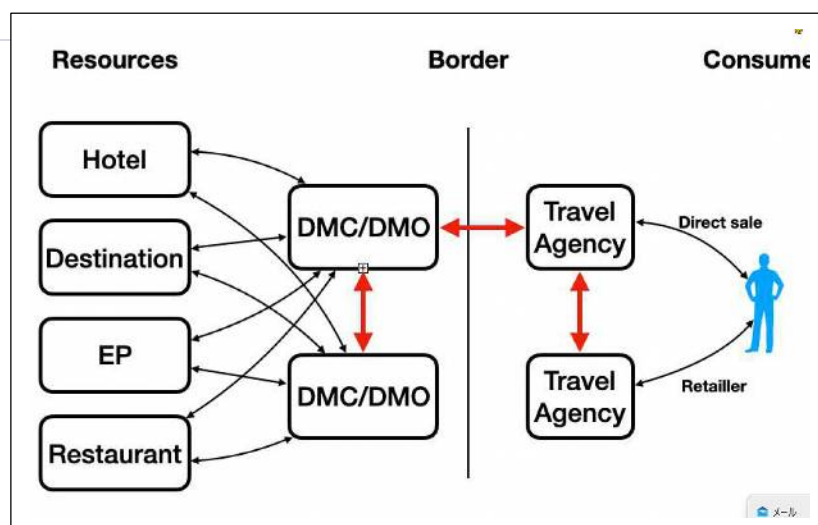 Resources
Border
Consume
Hotel
Destination
EP
Restaurant
DMC/DMO
DMC/DMO
Travel
Agency
Travel
Agency
Direct sale
Retailler
メール